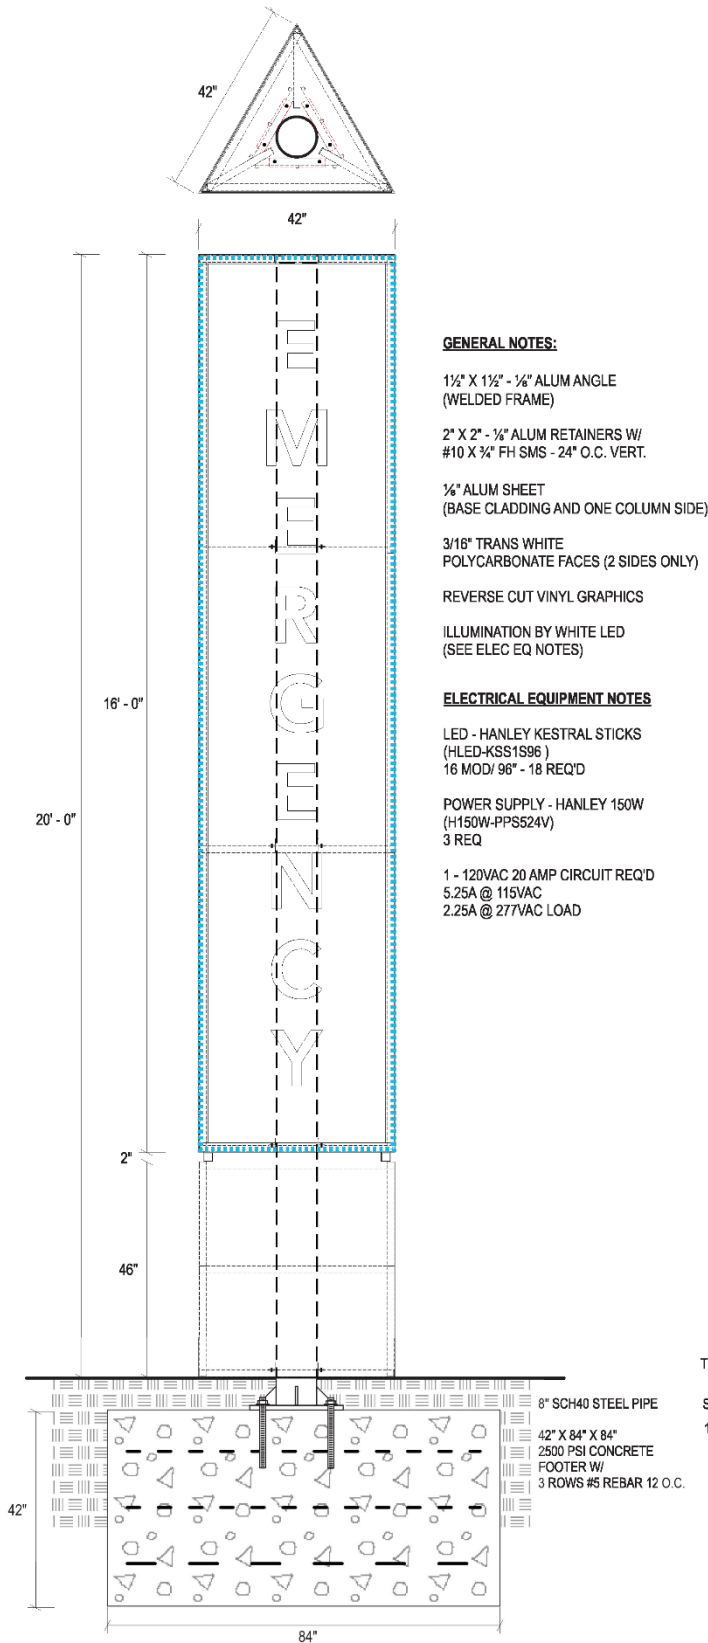 42"
42"
E
M
E
R
G
E
N
C
Y
16' - 0"
20' - 0"
2"
46"
42"
84"
GENERAL NOTES:
1½" X 1½" - ⅛" ALUM ANGLE
(WELDED FRAME)
2" X 2" - ⅛" ALUM RETAINERS W/
#10 X ¾" FH SMS - 24" O.C. VERT.
⅛" ALUM SHEET
(BASE CLADDING AND ONE COLUMN SIDE)
3/16" TRANS WHITE
POLYCARBONATE FACES (2 SIDES ONLY)
REVERSE CUT VINYL GRAPHICS
ILLUMINATION BY WHITE LED
(SEE ELEC EQ NOTES)
ELECTRICAL EQUIPMENT NOTES
LED - HANLEY KESTRAL STICKS
(HLED-KSS1S96 )
16 MOD/ 96" - 18 REQ'D
POWER SUPPLY - HANLEY 150W
(H150W-PPS524V)
3 REQ
1 - 120VAC 20 AMP CIRCUIT REQ'D
5.25A @ 115VAC
2.25A @ 277VAC LOAD
8" SCH40 STEEL PIPE
42" X 84" X 84"
2500 PSI CONCRETE
FOOTER W/
3 ROWS #5 REBAR 12 O.C.
T
S
1